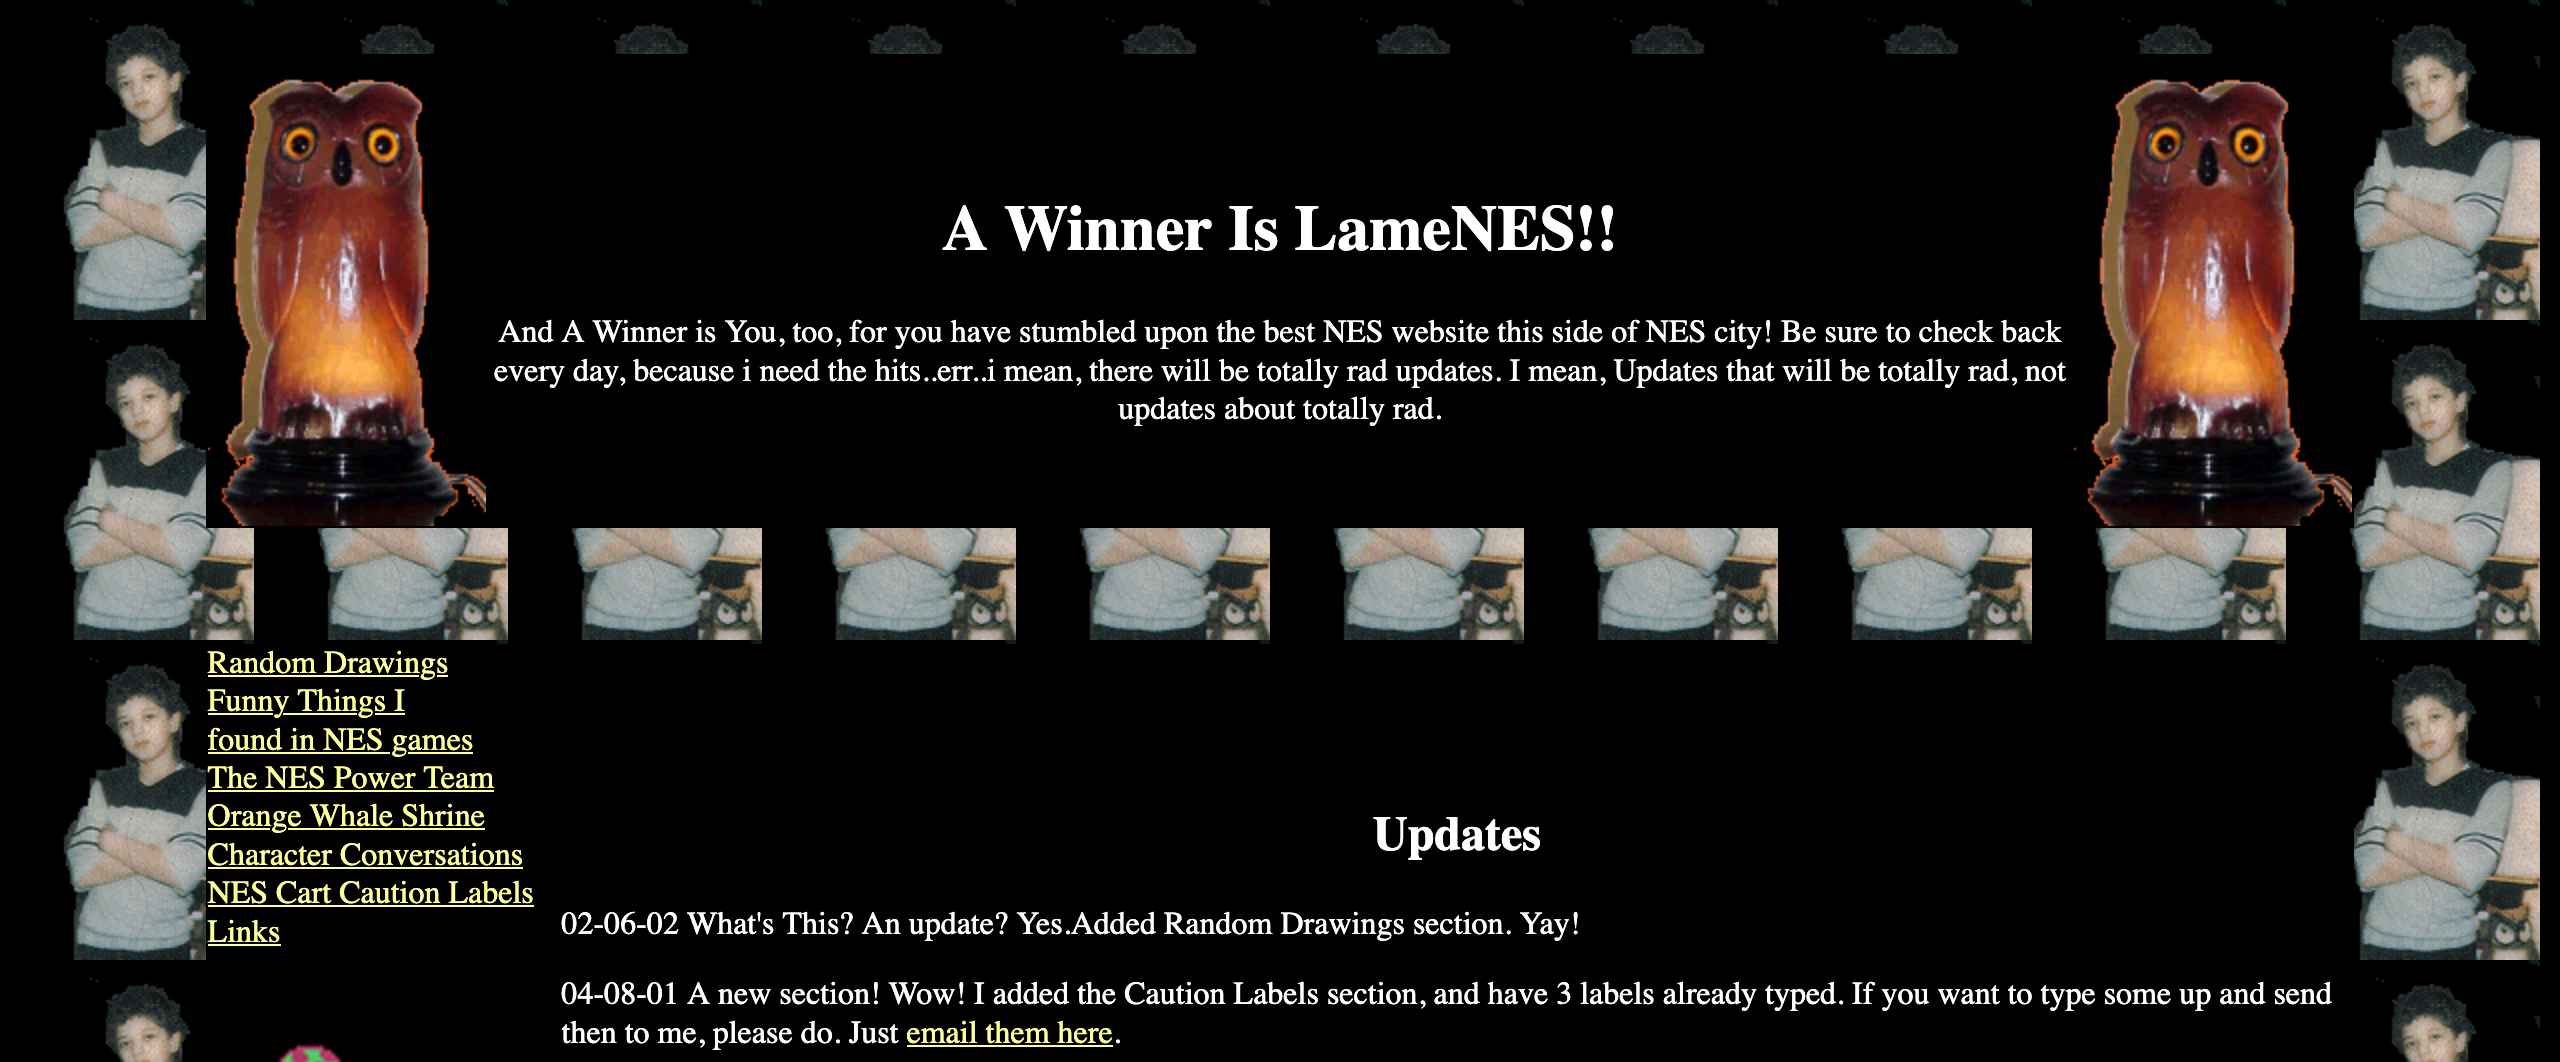 A Winner Is LameNES!!
And A Winner is You, too, for you have stumbled upon the best NES website this side of NES city! Be sure to check back
every day, because i need the hits..err..i mean, there will be totally rad updates. I mean, Updates that will be totally rad, not
updates about totally rad.
Random Drawings
Funny Things I
found in NES games
The NES Power Team
Orange Whale Shrine
Character Conversations
NES Cart Caution Labels
Links
Updates
02-06-02 What's This? An update? Yes.Added Random Drawings section. Yay!
04-08-01 A new section! Wow! I added the Caution Labels section, and have 3 labels already typed. If you want to type some up and send
then to me, please do. Just email them here.